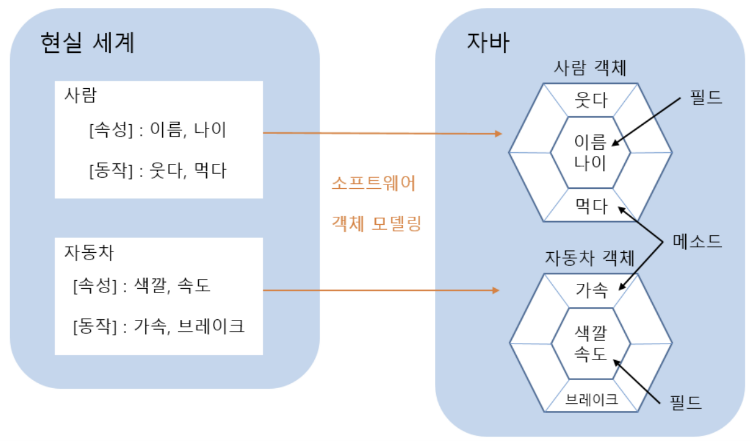 현실 세계
사람
[속성] : 이름, 나이
[동작] : 웃다, 먹다
자동차
[속성] : 색깔, 속도
[동작] : 가속, 브레이크
소프트웨어
객체 모델링
자바
사람 객체
웃다
필드
이름
나이
먹다
메소드
자동차 객체
가속
색깔
속도
브레이크
필드